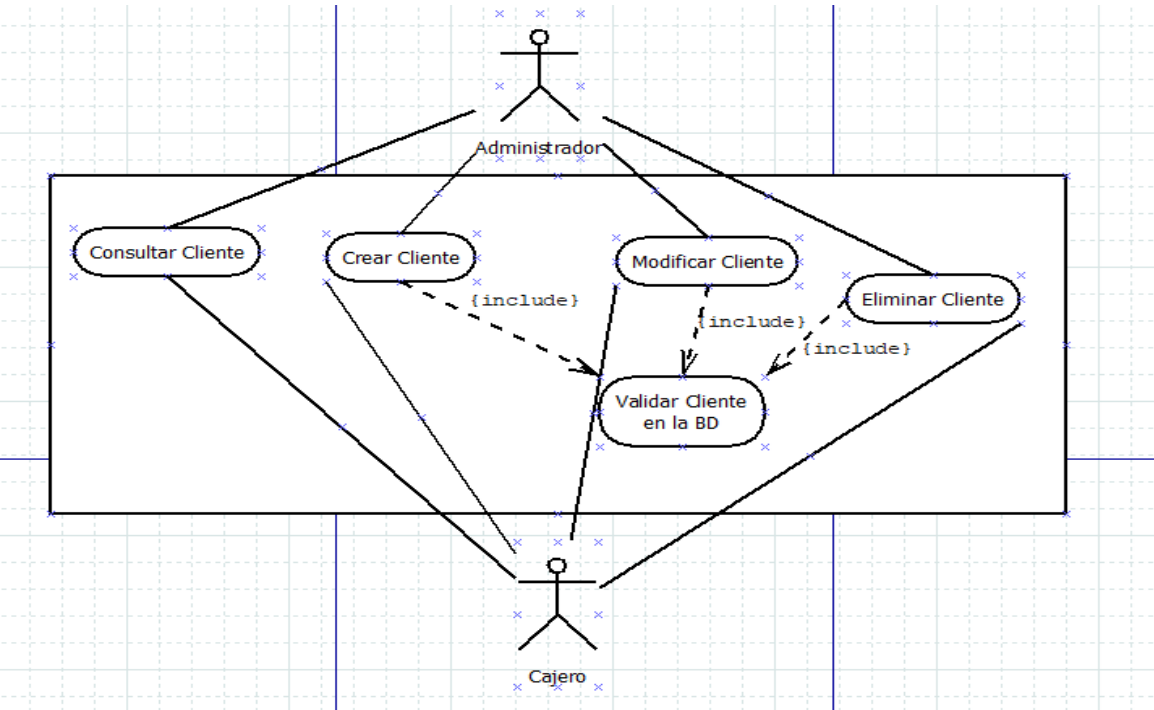 Administrador
Consultar Cliente
Crear Cliente
Modificar Cliente
Eliminar Cliente
{include}
{include}
{include}
Validar Cliente
en la BD
Cajero